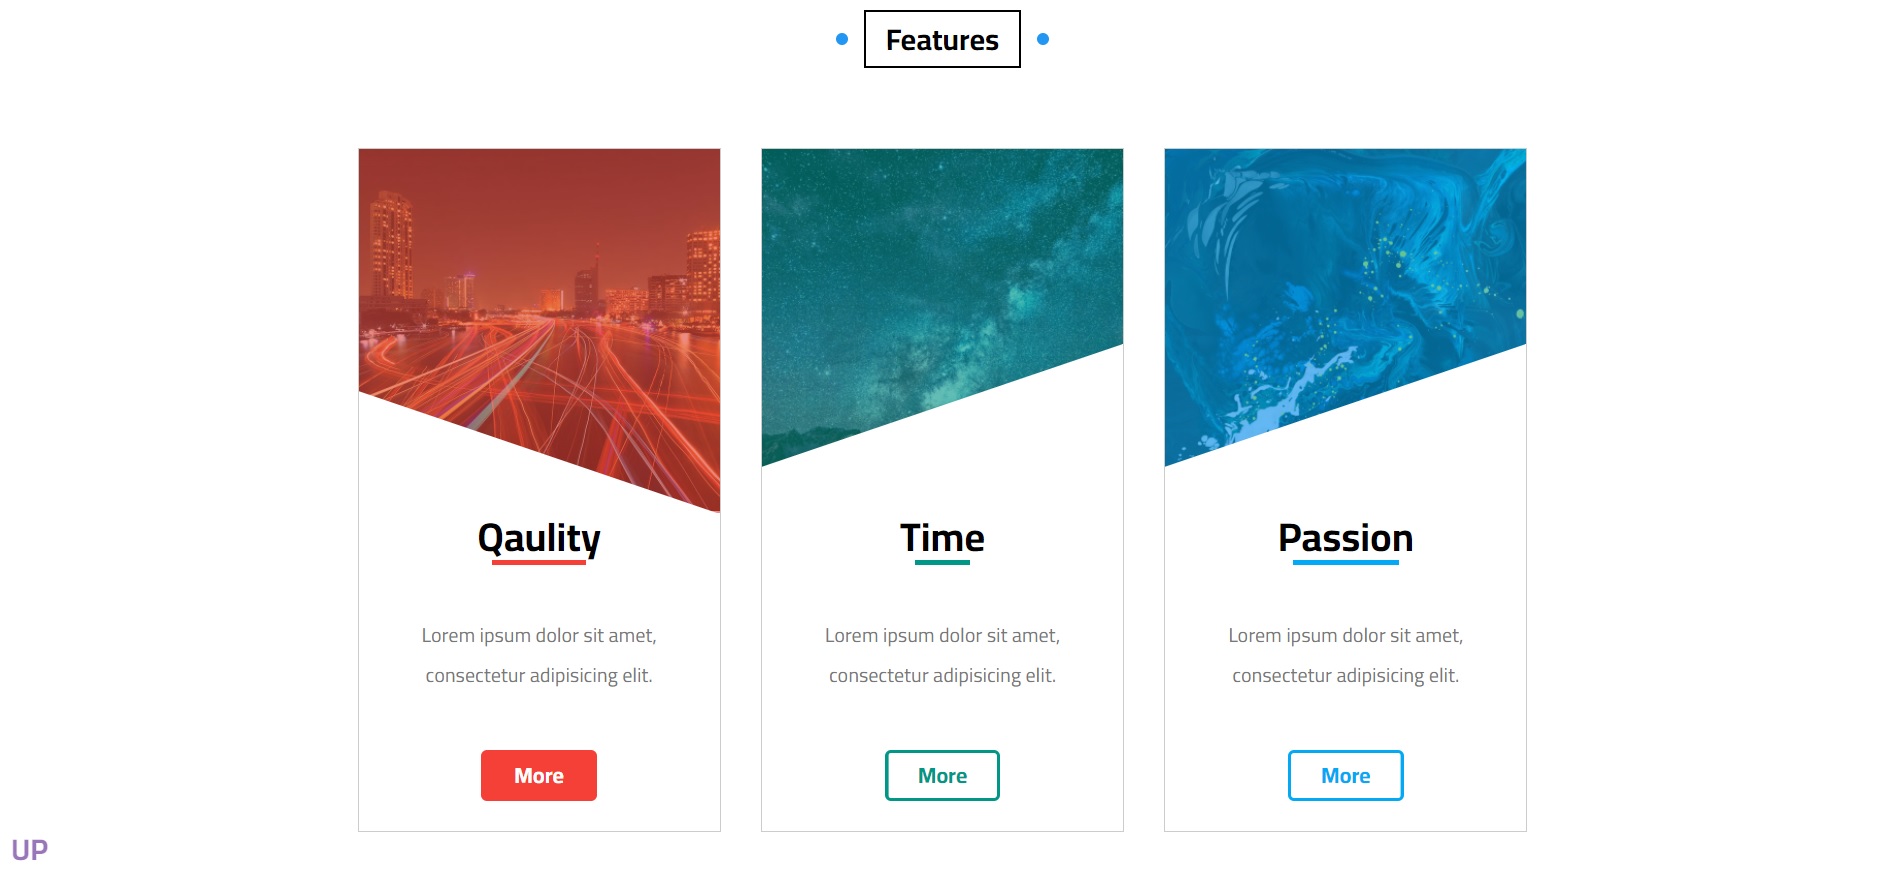 Features
Qaulity
Lorem ipsum dolor sit amet,
consectetur adipisicing elit.
More
Time
Lorem ipsum dolor sit amet,
consectetur adipisicing elit.
More
Passion
Lorem ipsum dolor sit amet,
consectetur adipisicing elit.
More
UP